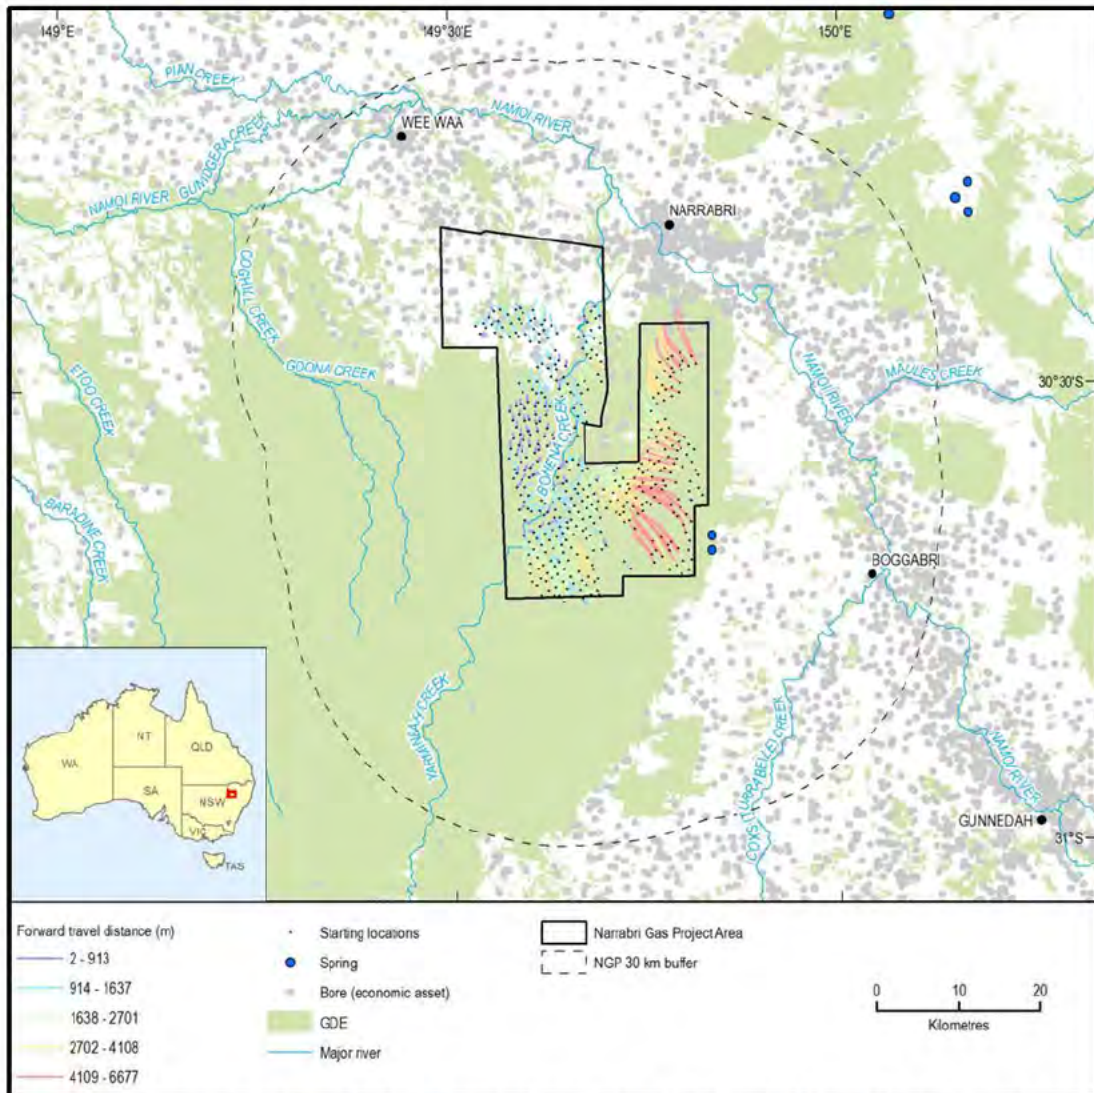 149°E
149°30'E
150°E
PIAN CREEK
NAMOI RIVER
WEE WAA
GUNIDGERA CREEK
NAMOI RIVER
NARRABRI
COGHILL CREEK
GOONA CREEK
ETOO CREEK
BOHENA CREEK
NAMOI RIVER
MAULES CREEK
30°30'S
BARADINE CREEK
BOGGABRI
YARMINBAH CREEK
COXS (TURRABEILE) CREEK
NAMOI RIVER
GUNNEDAH
31°S
NT
QLD
WA
SA
NSW
VIC
TAS
Forward travel distance (m)
2 - 913
914 - 1637
1638 - 2701
2702 - 4108
4109 - 6677
Starting locations
Spring
Bore (economic asset)
GDE
Major river
Narrabri Gas Project Area
NGP 30 km buffer
0 10 20
Kilometres